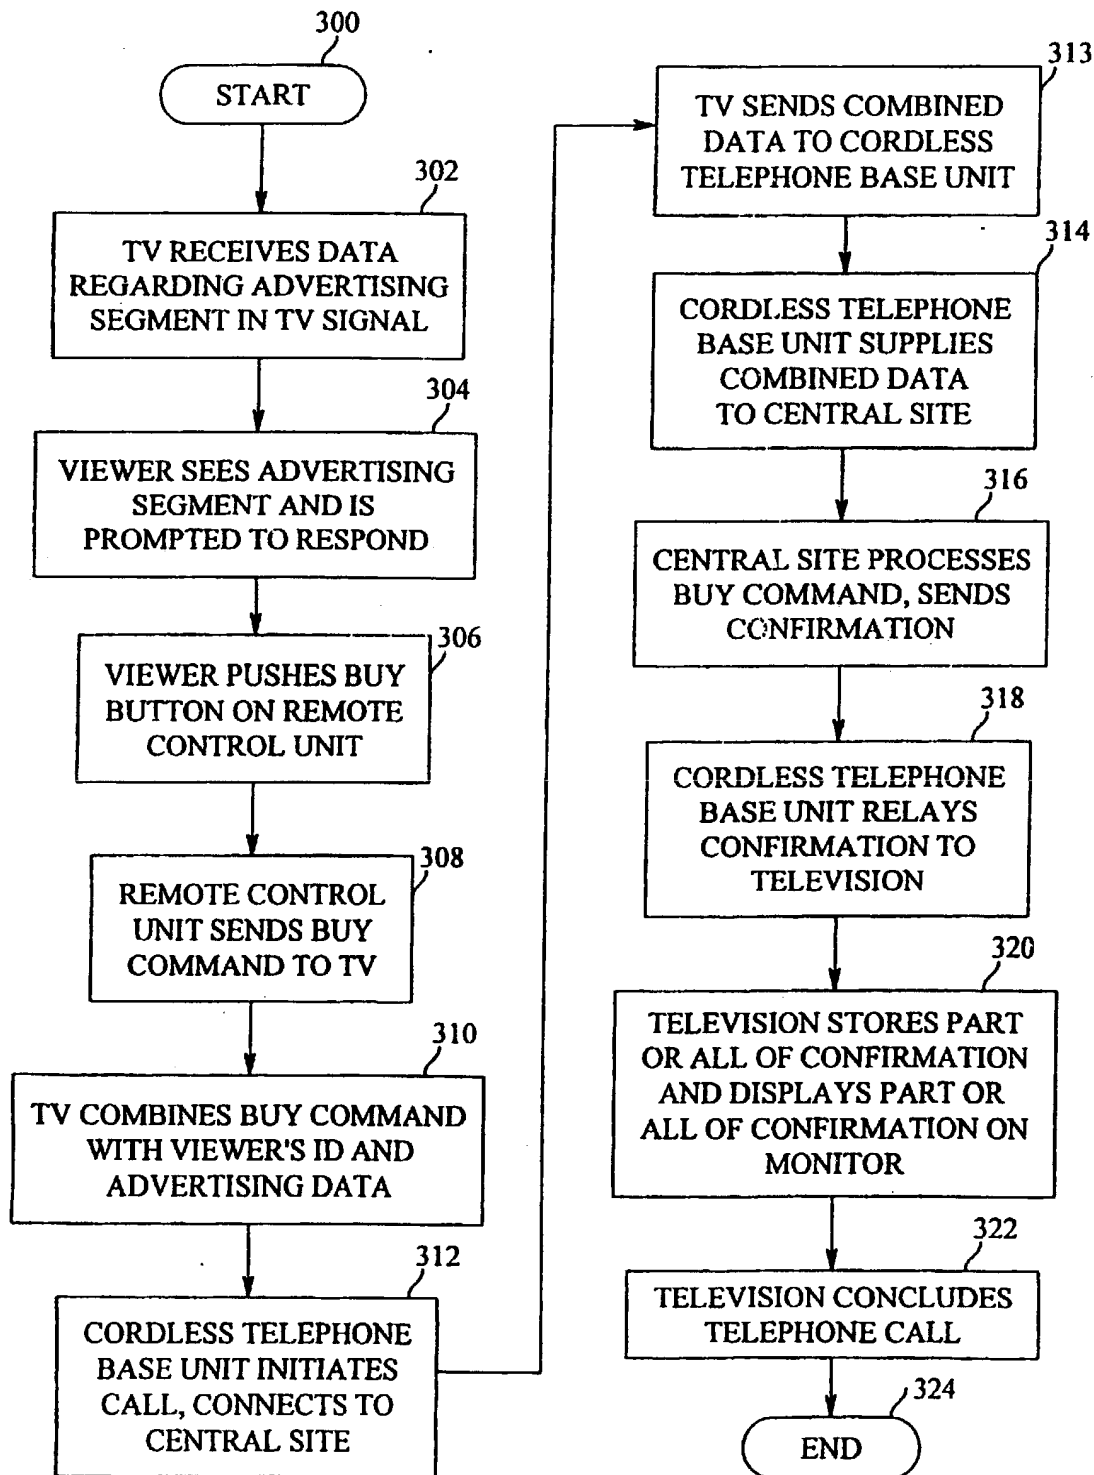 300
START
302
TV RECEIVES DATA
REGARDING ADVERTISING
SEGMENT IN TV SIGNAL
304
VIEWER SEES ADVERTISING
SEGMENT AND IS
PROMPTED TO RESPOND
306
VIEWER PUSHES BUY
BUTTON ON REMOTE
CONTROL UNIT
308
REMOTE CONTROL
UNIT SENDS BUY
COMMAND TO TV
310
TV COMBINES BUY COMMAND
WITH VIEWER'S ID AND
ADVERTISING DATA
312
CORDLESS TELEPHONE
BASE UNIT INITIATES
CALL, CONNECTS TO
CENTRAL SITE
313
TV SENDS COMBINED
DATA TO CORDLESS
TELEPHONE BASE UNIT
314
CORDLESS TELEPHONE
BASE UNIT SUPPLIES
COMBINED DATA
TO CENTRAL SITE
316
CENTRAL SITE PROCESSES
BUY COMMAND, SENDS
CONFIRMATION
318
CORDLESS TELEPHONE
BASE UNIT RELAYS
CONFIRMATION TO
TELEVISION
320
TELEVISION STORES PART
OR ALL OF CONFIRMATION
AND DISPLAYS PART OR
ALL OF CONFIRMATION ON
MONITOR
322
TELEVISION CONCLUDES
TELEPHONE CALL
324
END